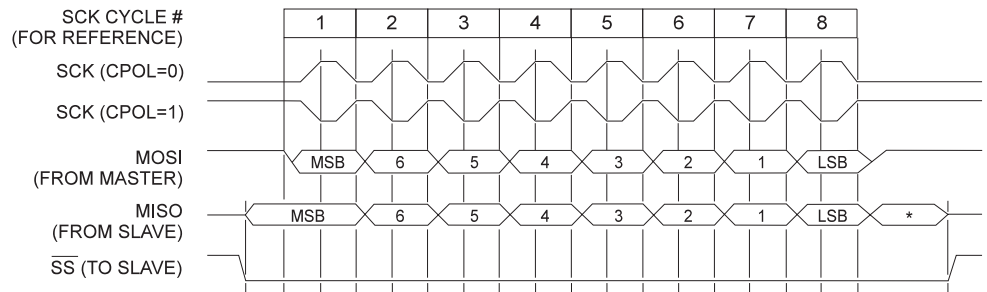 SCK CYCLE # 1 2 3 4 5 6 7 8
(FOR REFERENCE)
SCK (CPOL=0)
SCK (CPOL=1)
MOSI MSB 6 5 4 3 2 1 LSB
(FROM MASTER)
MISO MSB 6 5 4 3 2 1 LSB *
(FROM SLAVE)
SS (TO SLAVE)